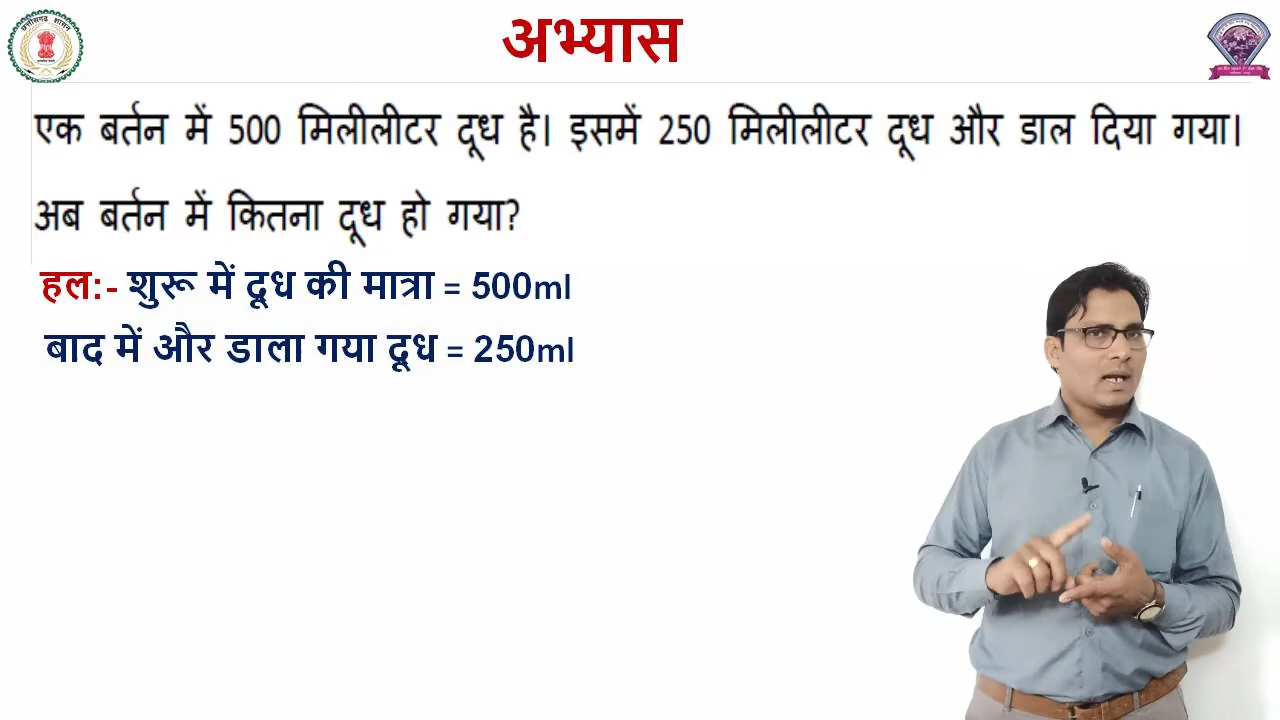 अभ्यास
एक बर्तन में 500 मिलीलीटर दूध है। इसमें 250 मिलीलीटर दूध और डाल दिया गया।
अब बर्तन में कितना दूध हो गया?
हल:- शुरू में दूध की मात्रा = 500ml
बाद में और डाला गया दूध = 250ml